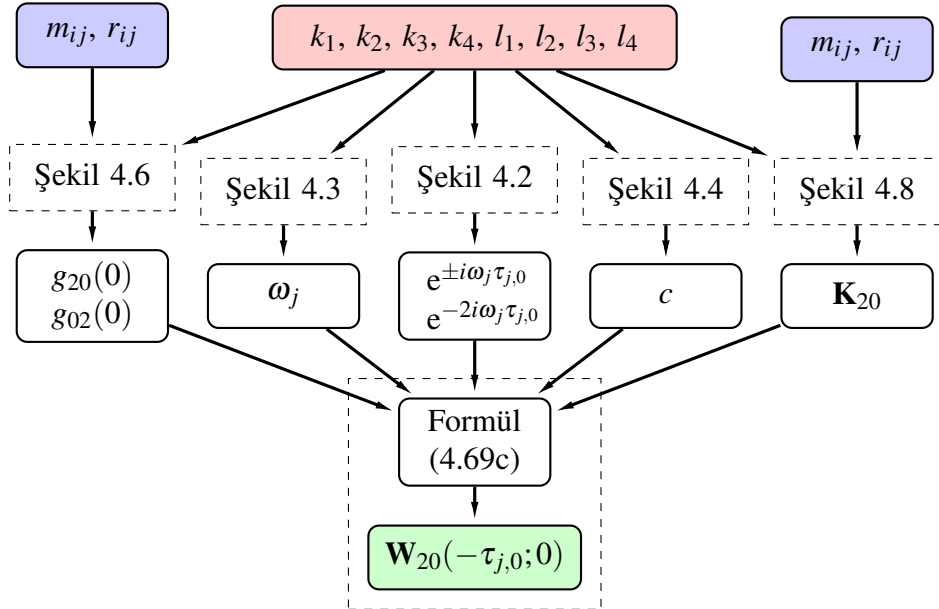 m_{ij}, r_{ij}
k_1, k_2, k_3, k_4, l_1, l_2, l_3, l_4
m_{ij}, r_{ij}
Şekil 4.6
Şekil 4.3
Şekil 4.2
Şekil 4.4
Şekil 4.8
g_{20}(0)
g_{02}(0)
ω_j
e^{±iω_jτ_{j,0}}
e^{−2iω_jτ_{j,0}}
c
K_{20}
Formül
(4.69c)
W_{20}(−τ_{j,0};0)